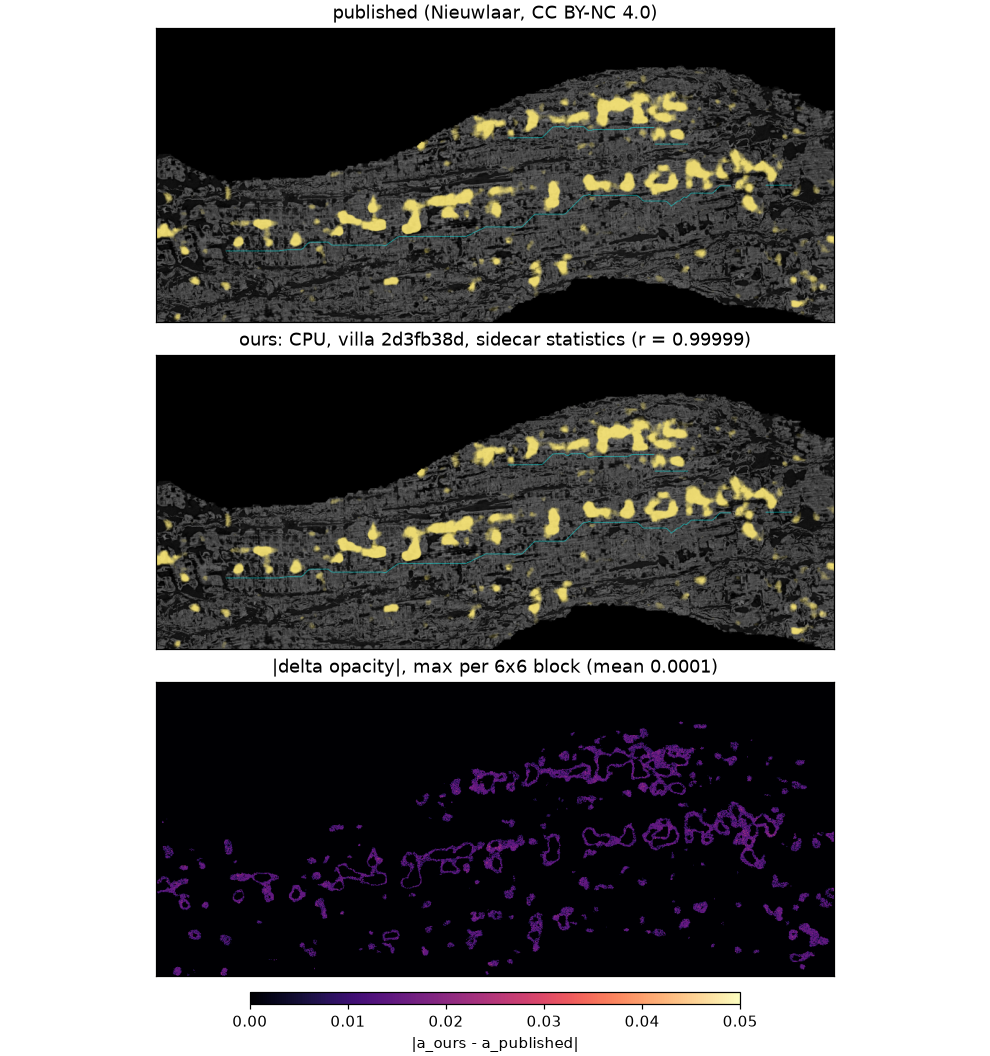 published (Nieuwlaar, CC BY-NC 4.0)
ours: CPU, villa 2d3fb38d, sidecar statistics (r = 0.99999)
|delta opacity|, max per 6x6 block (mean 0.0001)
0.00 0.01 0.02 0.03 0.04 0.05
|a_ours - a_published|